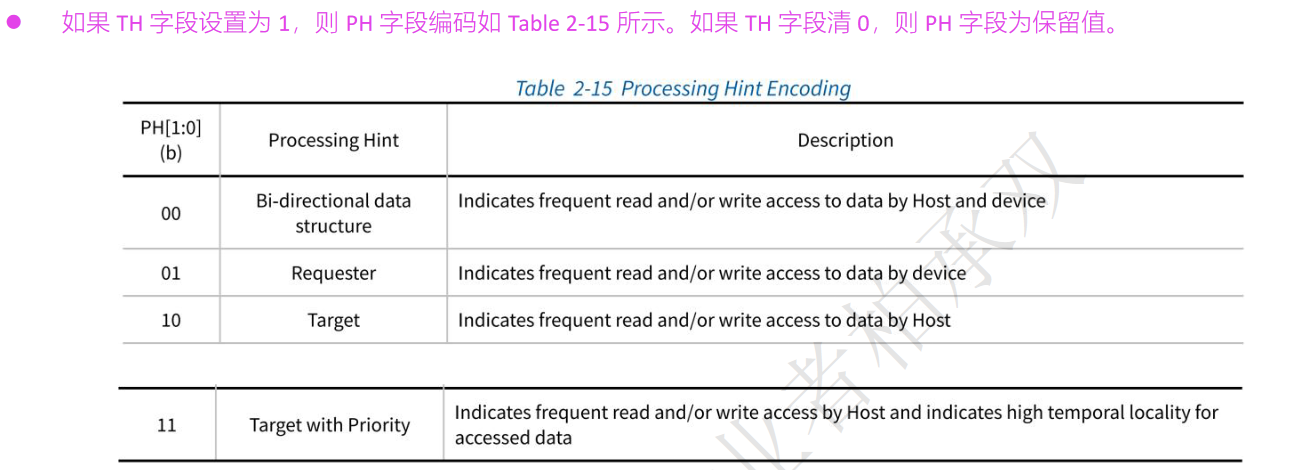 ● 如果 TH 字段设置为 1，则 PH 字段编码如 Table 2-15 所示。如果 TH 字段清 0，则 PH 字段为保留值。
Table 2-15 Processing Hint Encoding
PH[1:0] (b) Processing Hint Description
00 Bi-directional data structure Indicates frequent read and/or write access to data by Host and device
01 Requester Indicates frequent read and/or write access to data by device
10 Target Indicates frequent read and/or write access to data by Host
11 Target with Priority Indicates frequent read and/or write access by Host and indicates high temporal locality for
accessed data
业者柏承双